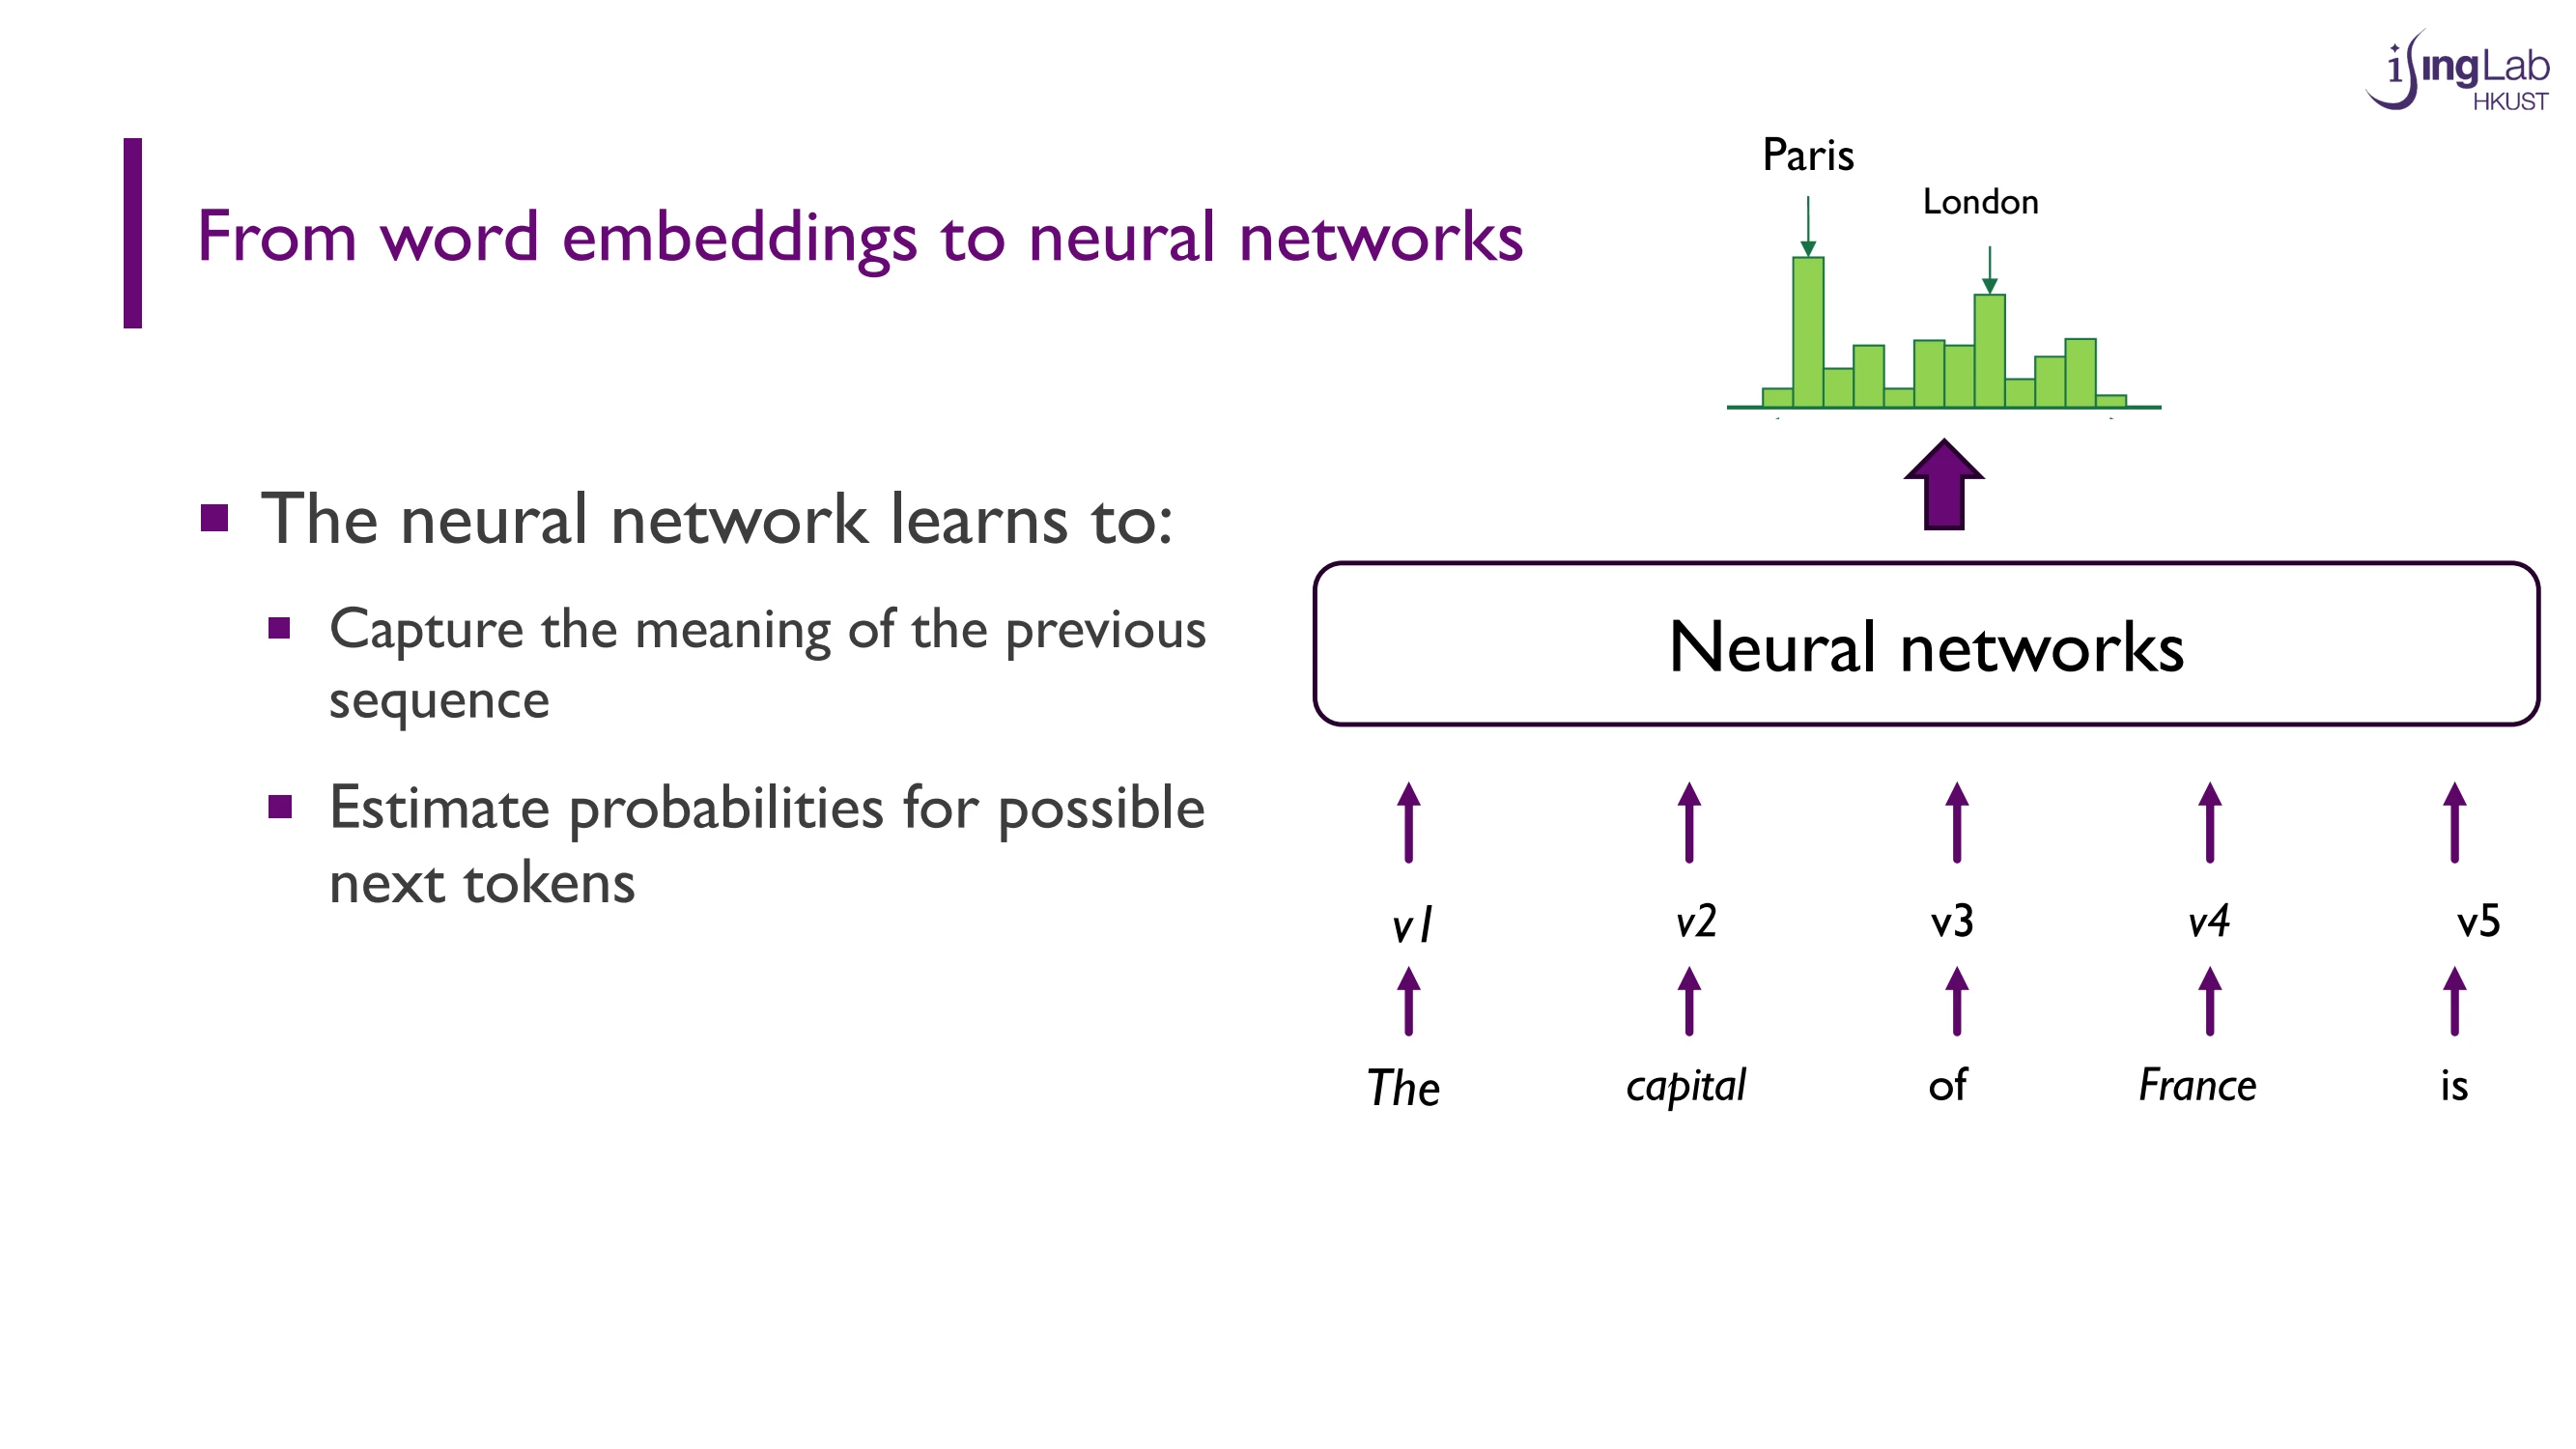 iSingLab
HKUST
From word embeddings to neural networks
Paris
London
The neural network learns to:
Capture the meaning of the previous
sequence
Estimate probabilities for possible
next tokens
Neural networks
v1 v2 v3 v4 v5
The capital of France is